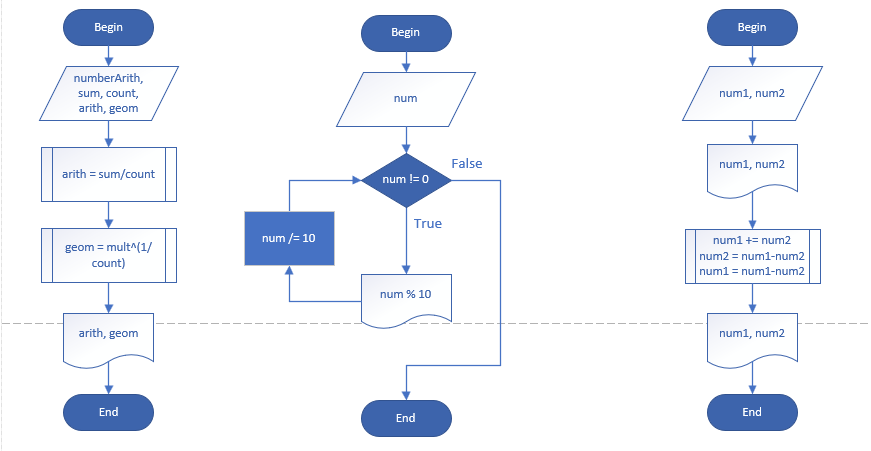 Begin
numberArith,
sum, count,
arith, geom
arith = sum/count
geom = mult^(1/
count)
arith, geom
End
Begin
num
num != 0
False
True
num /= 10
num % 10
End
Begin
num1, num2
num1, num2
num1 += num2
num2 = num1-num2
num1 = num1-num2
num1, num2
End